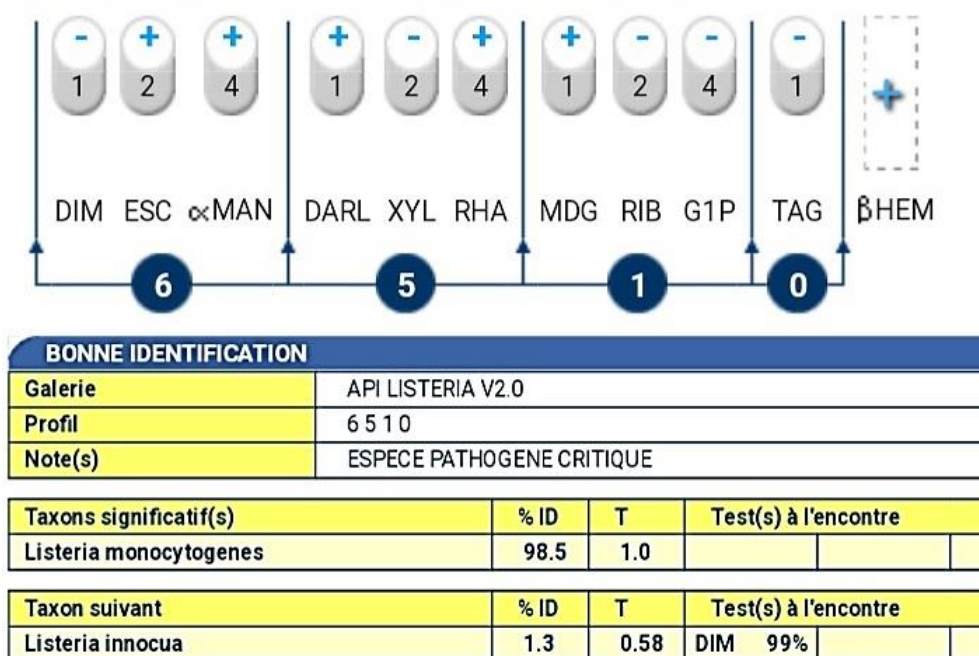 - + + + - + + - - - +
1 2 4 1 2 4 1 2 4 1
DIM ESC ∝MAN DARL XYL RHA MDG RIB G1P TAG βHEM
6 5 1 0
BONNE IDENTIFICATION
Galerie API LISTERIA V2.0
Profil 6 5 1 0
Note(s) ESPECE PATHOGENE CRITIQUE
Taxons significatif(s) % ID T Test(s) à l'encontre
Listeria monocytogenes 98.5 1.0
Taxon suivant % ID T Test(s) à l'encontre
Listeria innocua 1.3 0.58 DIM 99%